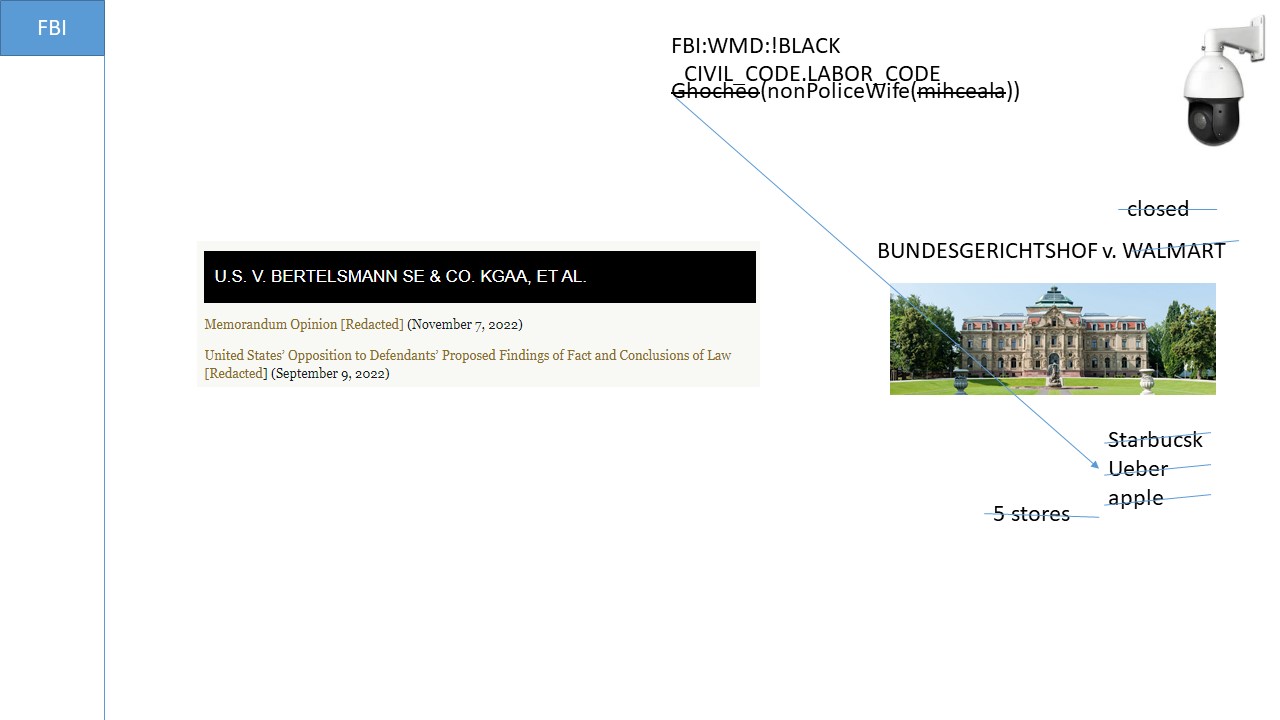 FBI
FBI:WMD:!BLACK
CIVIL_CODE.LABOR_CODE
Ghocheo(nonPoliceWife(mihceala))
closed
BUNDESGERICHTSHOF v. WALMART
U.S. V. BERTELSMANN SE & CO. KGAA, ET AL.
Memorandum Opinion [Redacted] (November 7, 2022)
United States’ Opposition to Defendants’ Proposed Findings of Fact and Conclusions of Law
[Redacted] (September 9, 2022)
Starbucsk
Ueber
apple
5 stores